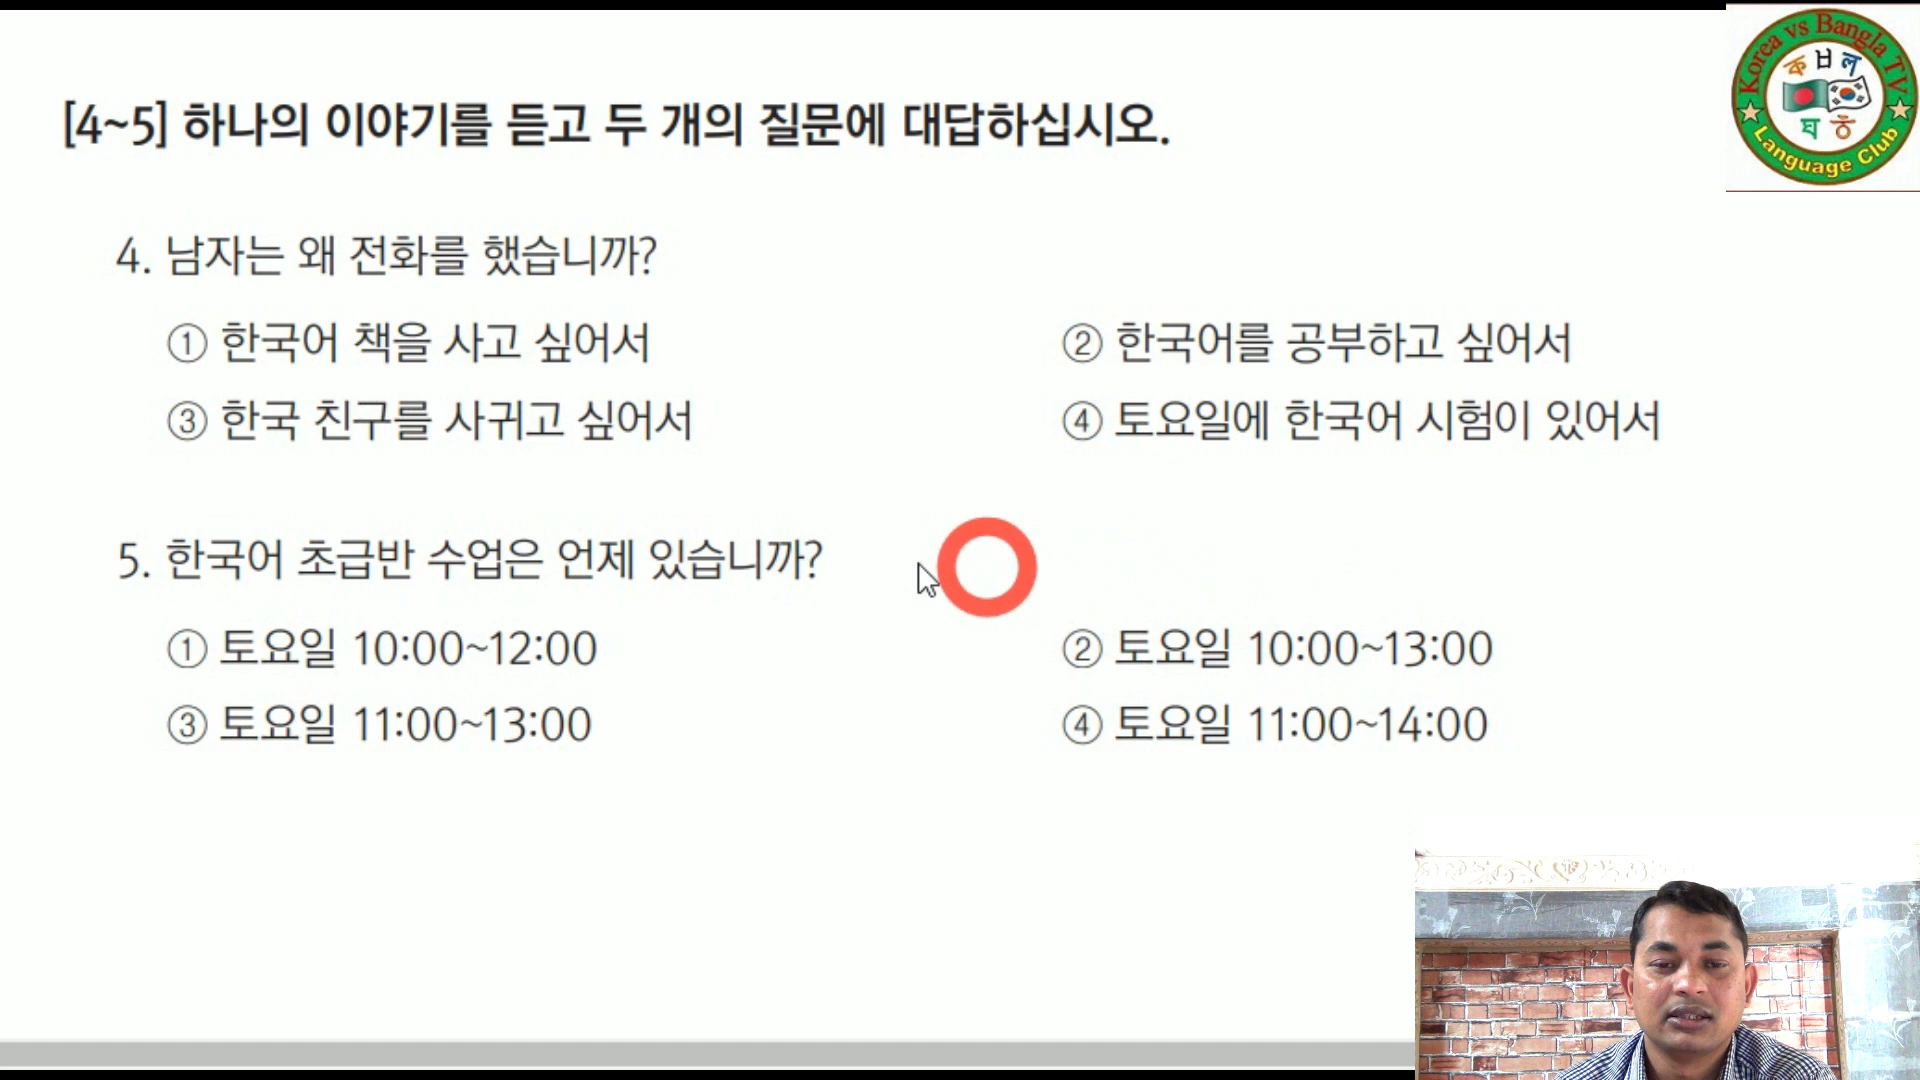 [4~5] 하나의 이야기를 듣고 두 개의 질문에 대답하십시오.
Korea vs Bangla TV
ক ㅂ ल
ঘ ㅎ
Language Club
4. 남자는 왜 전화를 했습니까?
① 한국어 책을 사고 싶어서
② 한국어를 공부하고 싶어서
③ 한국 친구를 사귀고 싶어서
④ 토요일에 한국어 시험이 있어서
5. 한국어 초급반 수업은 언제 있습니까?
① 토요일 10:00~12:00
② 토요일 10:00~13:00
③ 토요일 11:00~13:00
④ 토요일 11:00~14:00